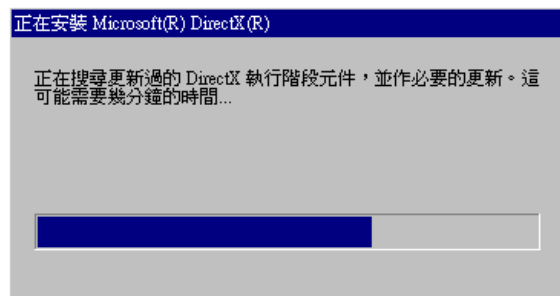 正在安裝 Microsoft(R) DirectX(R)
正在搜尋更新過的 DirectX 執行階段元件，並作必要的更新。這
可能需要幾分鐘的時間...